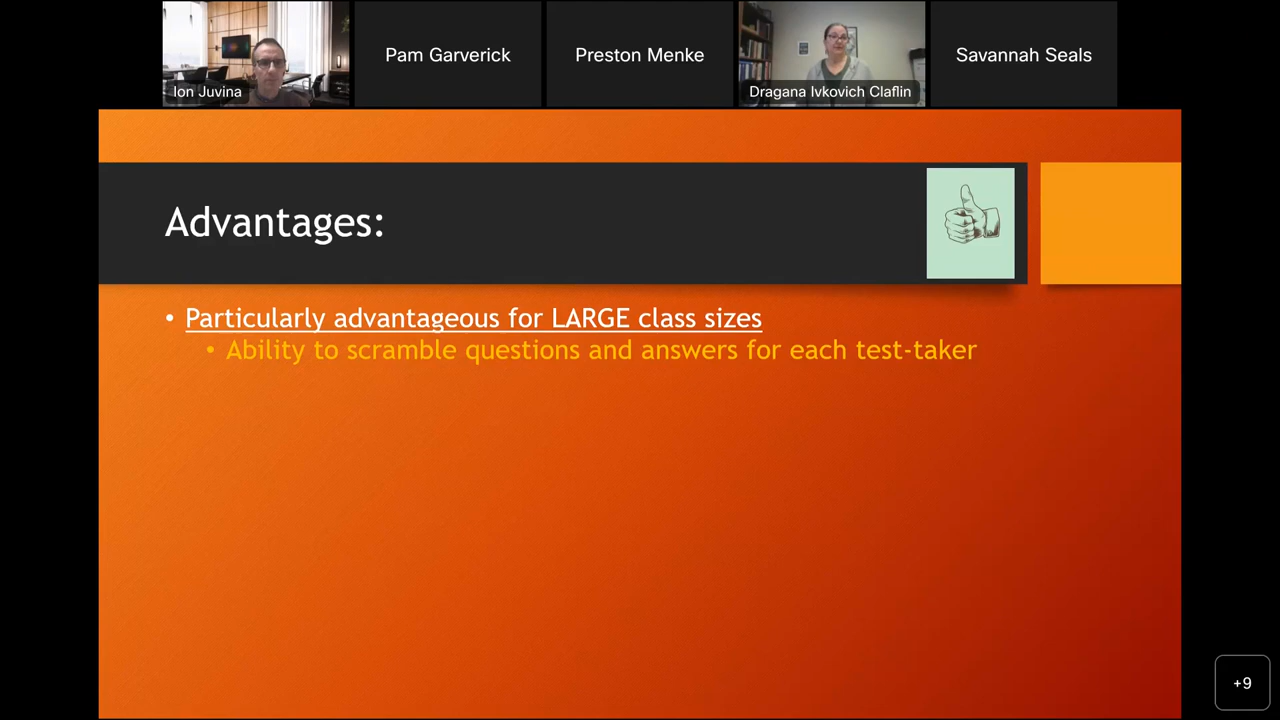 Ion Juvina
Pam Garverick
Preston Menke
Dragana Ivkovich Claflin
Savannah Seals
Advantages:
• Particularly advantageous for LARGE class sizes
• Ability to scramble questions and answers for each test-taker
+9